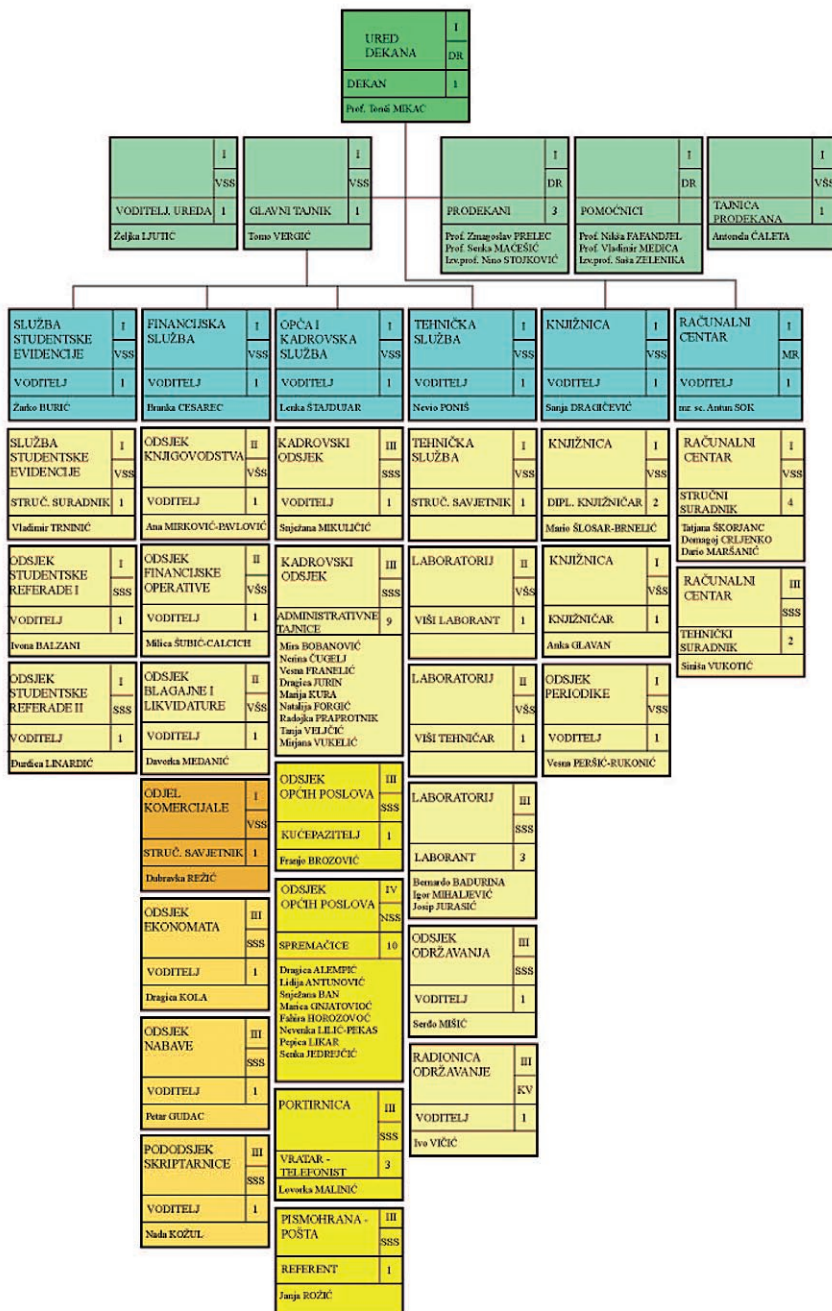 URED
DEKANA
I
DR
DEKAN
1
Prof. Tonči MIKAC
I
VSS
VODITELJ. UREDA
1
Željka LJUTIĆ
I
VSS
GLAVNI TAJNIK
1
Tomo VERGIĆ
I
DR
PRODEKANI
3
Prof. Zmagoslav PRELEC
Prof. Senka MAĆEŠIĆ
Izv.prof. Nino STOJKOVIĆ
I
DR
POMOĆNICI
Prof. Nikša FAFANDJEL
Prof. Vladimir MEDICA
Izv.prof. Saša ZELENIKA
I
VŠS
TAJNICA
PRODEKANA
1
Antonela ČALETA
SLUŽBA
STUDENTSKE
EVIDENCIJE
I
VSS
VODITELJ
1
Žarko BURIĆ
FINANCIJSKA
SLUŽBA
I
VSS
VODITELJ
1
Branka CESAREC
OPĆA I
KADROVSKA
SLUŽBA
I
VSS
VODITELJ
1
Lenka ŠTAJDUJAR
TEHNIČKA
SLUŽBA
I
VSS
VODITELJ
1
Nevio PONIŠ
KNJIŽNICA
I
VSS
VODITELJ
1
Sanja DRAGIČEVIĆ
RAČUNALNI
CENTAR
I
MR
VODITELJ
1
mr. sc. Antun SOK
SLUŽBA
STUDENTSKE
EVIDENCIJE
I
VSS
STRUČ. SURADNIK
1
Vladimir TRNINIĆ
ODSJEK
STUDENTSKE
REFERADE I
I
SSS
VODITELJ
1
Ivona BALZANI
ODSJEK
STUDENTSKE
REFERADE II
I
SSS
VODITELJ
1
Đurđica LINARDIĆ
ODSJEK
KNJIGOVODSTVA
II
VŠS
VODITELJ
1
Ana MIRKOVIĆ-PAVLOVIĆ
ODSJEK
FINANCIJSKE
OPERATIVE
II
VŠS
VODITELJ
1
Milica ŠUBIĆ-CALCICH
ODSJEK
BLAGAJNE I
LIKVIDATURE
II
VŠS
VODITELJ
1
Davorka MEDANIĆ
ODJEL
KOMERCIJALE
I
VSS
STRUČ. SAVJETNIK
1
Dubravka REŽIĆ
ODSJEK
EKONOMATA
III
SSS
VODITELJ
1
Dragica KOLA
ODSJEK
NABAVE
III
SSS
VODITELJ
1
Petar GUDAC
PODODSJEK
SKRIPTARNICE
III
SSS
VODITELJ
1
Nada KOŽUL
KADROVSKI
ODSJEK
III
SSS
VODITELJ
1
Snježana MIKULIČIĆ
KADROVSKI
ODSJEK
III
SSS
ADMINISTRATIVNE
TAJNICE
9
Mira BOBANOVIĆ
Nerina ČUGELJ
Vesna FRANELIĆ
Dragica JURIN
Marija KURA
Natalija FORGIĆ
Radojka PRAPROTNIK
Tanja VELJČIĆ
Mirjana VUKELIĆ
ODSJEK
OPĆIH POSLOVA
III
SSS
KUĆEPAZITELJ
1
Franjo BROZOVIĆ
ODSJEK
OPĆIH POSLOVA
IV
NSS
SPREMAČICE
10
Dragica ALEMPIĆ
Lidija ANTUNOVIĆ
Snježana BAN
Marica GNJATOVIOĆ
Fahira HOROZOVOĆ
Nevenka LILIĆ-PEKAS
Pepica LIKAR
Senka JEDREJČIĆ
PORTIRNICA
III
SSS
VRATAR -
TELEFONIST
3
Lovorka MALINIĆ
PISMOHRANA -
POŠTA
III
SSS
REFERENT
1
Janja ROŽIĆ
TEHNIČKA
SLUŽBA
I
VSS
STRUČ. SAVJETNIK
1
LABORATORIJ
II
VŠS
VIŠI LABORANT
1
LABORATORIJ
II
VŠS
VIŠI TEHNIČAR
1
LABORATORIJ
III
SSS
LABORANT
3
Bernardo BADURINA
Igor MIHALJEVIĆ
Josip JURASIĆ
ODSJEK
ODRŽAVANJA
III
SSS
VODITELJ
1
Serđo MIŠIĆ
RADIONICA
ODRŽAVANJE
III
KV
VODITELJ
1
Ivo VIČIĆ
KNJIŽNICA
I
VSS
DIPL. KNJIŽNIČAR
2
Mario ŠLOSAR-BRNELIĆ
KNJIŽNICA
I
VŠS
KNJIŽNIČAR
1
Anka GLAVAN
ODSJEK
PERIODIKE
I
VSS
VODITELJ
1
Vesna PERŠIĆ-RUKONIĆ
RAČUNALNI
CENTAR
I
VSS
STRUČNI
SURADNIK
4
Tatjana ŠKORJANC
Domagoj CRLJENKO
Dario MARŠANIĆ
RAČUNALNI
CENTAR
III
SSS
TEHNIČKI
SURADNIK
2
Siniša VUKOTIĆ